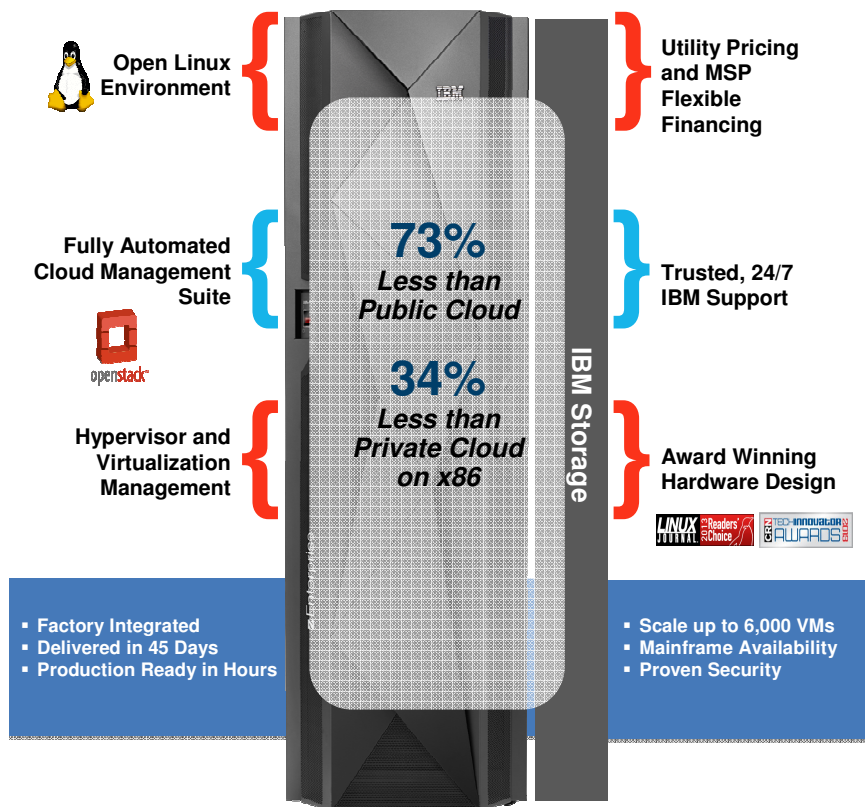 Open Linux
Environment
IBM
Utility Pricing
and MSP
Flexible
Financing
Fully Automated
Cloud Management
Suite
openstack™
73%
Less than
Public Cloud
Trusted, 24/7
IBM Support
34%
Less than
Private Cloud
on x86
IBM Storage
Hypervisor and
Virtualization
Management
Award Winning
Hardware Design
LINUX
JOURNAL
2013 Readers'
Choice
CRN TECHINNOVATOR 2013
AWARDS
zEnterprise
▪ Factory Integrated
▪ Delivered in 45 Days
▪ Production Ready in Hours
▪ Scale up to 6,000 VMs
▪ Mainframe Availability
▪ Proven Security